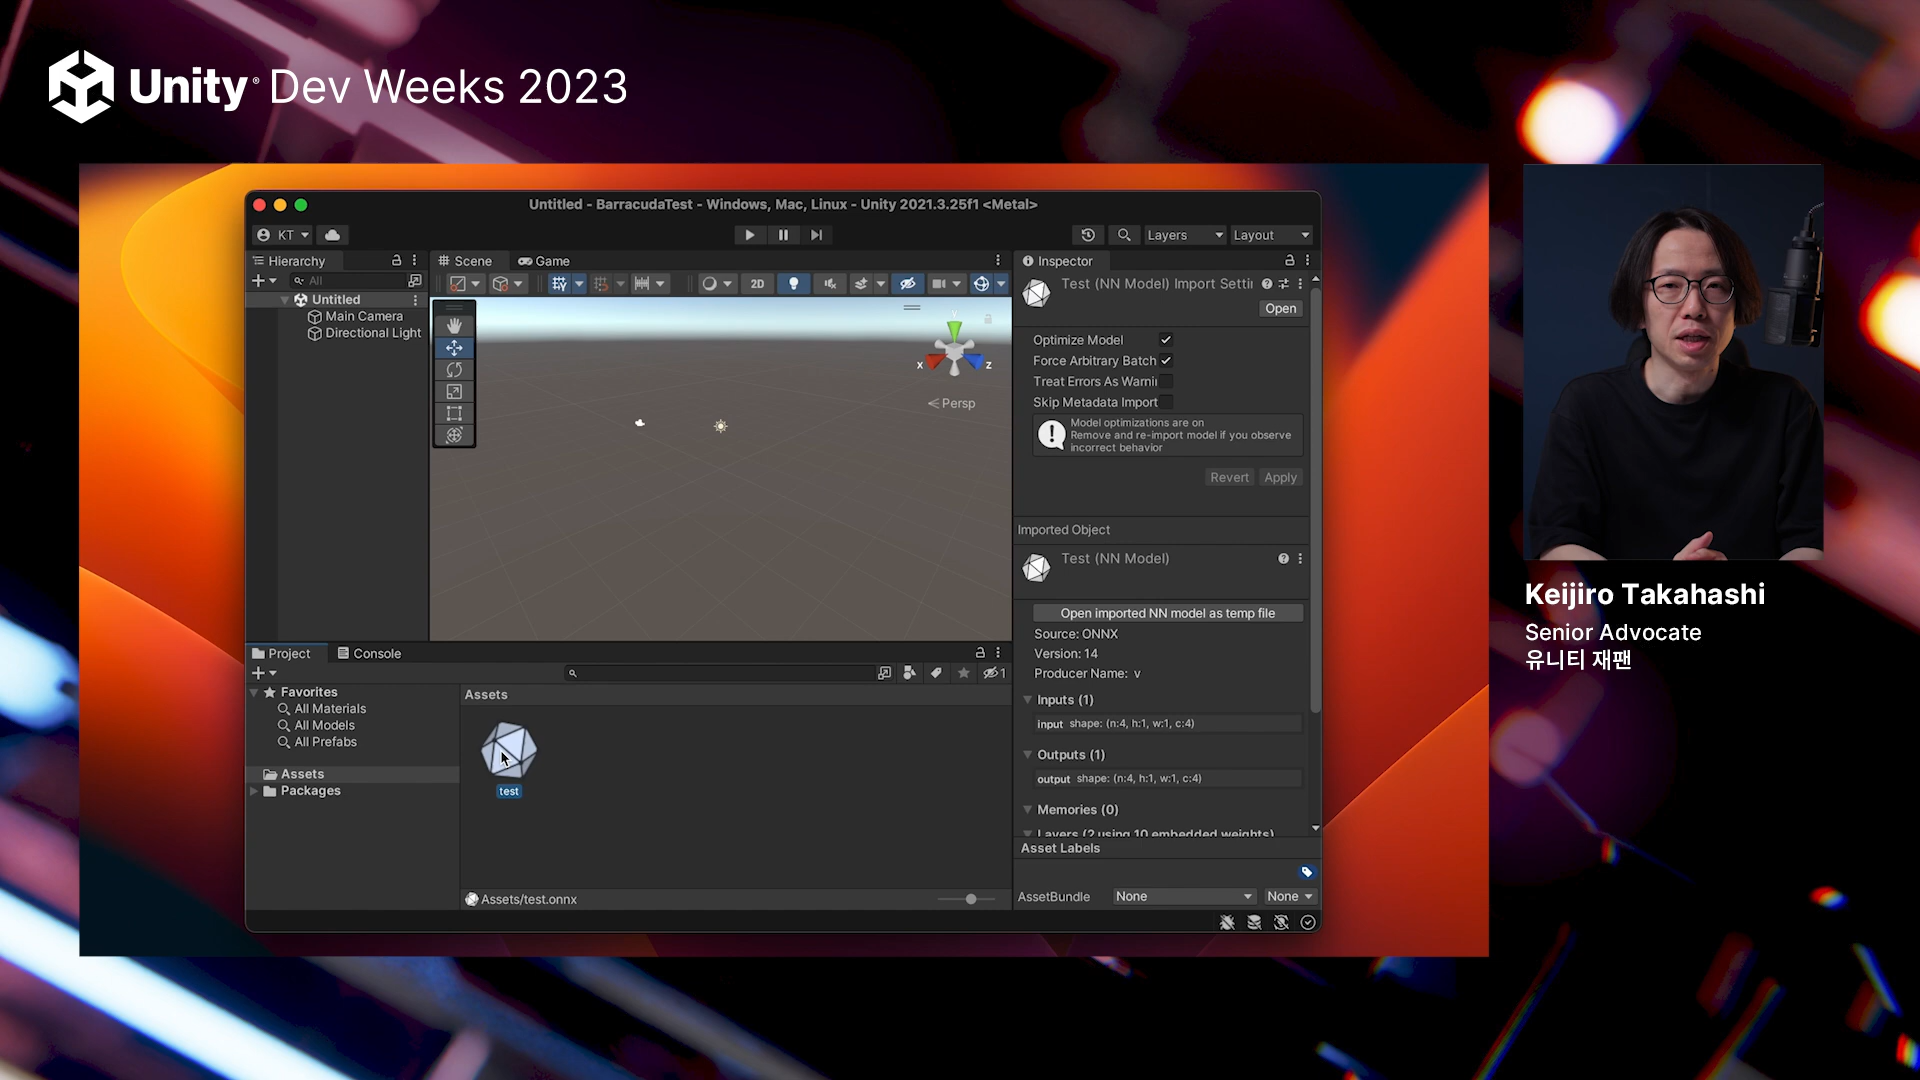 Unity® Dev Weeks 2023
Untitled - BarracudaTest - Windows, Mac, Linux - Unity 2021.3.25f1 <Metal>
KT
Layers
Layout
Hierarchy
All
Untitled
Main Camera
Directional Light
Scene
Game
2D
y
x
z
Persp
Inspector
Test (NN Model) Import Setti
Open
Optimize Model
Force Arbitrary Batch
Treat Errors As Warni
Skip Metadata Import
Model optimizations are on
Remove and re-import model if you observe
incorrect behavior
Revert
Apply
Imported Object
Test (NN Model)
Open imported NN model as temp file
Source: ONNX
Version: 14
Producer Name: v
Inputs (1)
input shape: (n:4, h:1, w:1, c:4)
Outputs (1)
output shape: (n:4, h:1, w:1, c:4)
Memories (0)
Layers (2 using 10 embedded weights)
Asset Labels
AssetBundle
None
None
Project
Console
1
Favorites
All Materials
All Models
All Prefabs
Assets
Packages
Assets
test
Assets/test.onnx
Keijiro Takahashi
Senior Advocate
유니티 재팬